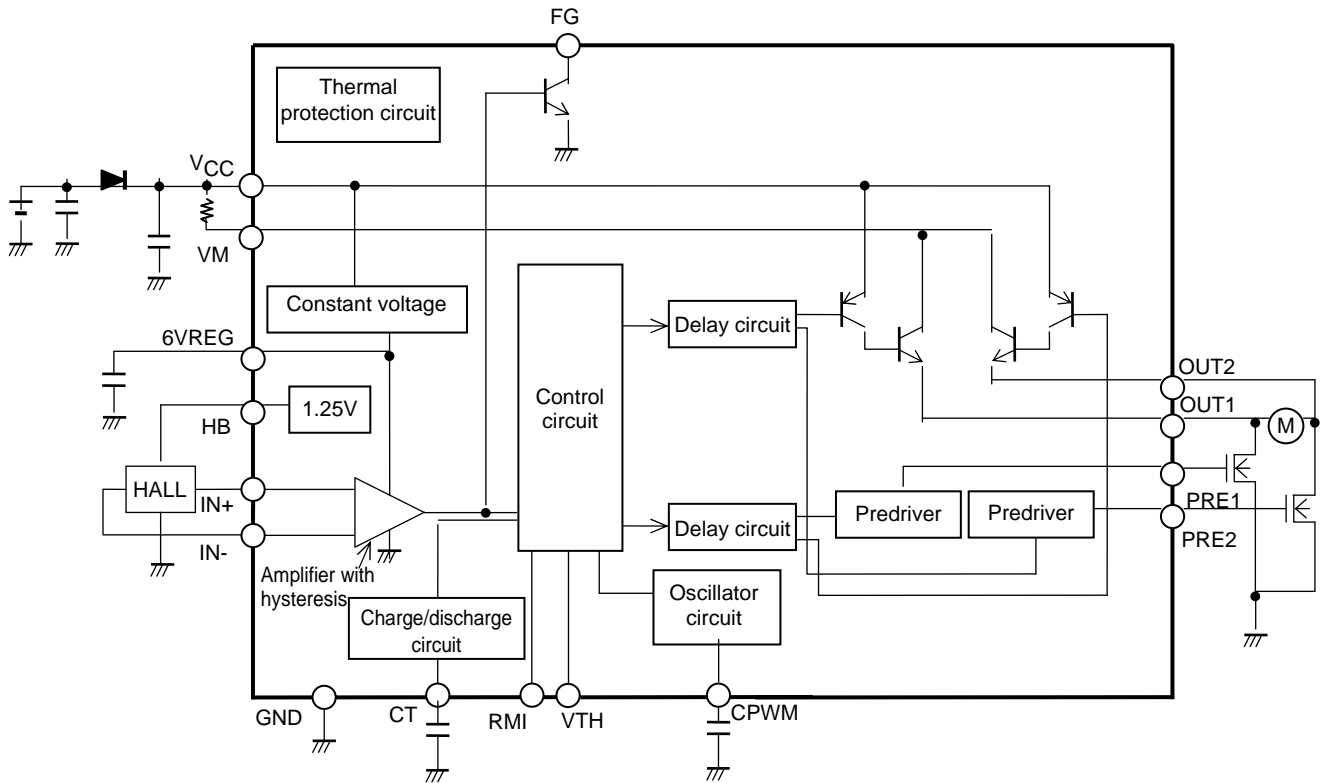 FG
Thermal
protection circuit
VCC
VM
Constant voltage
6VREG
1.25V
HB
HALL
IN+
IN-
Amplifier with
hysteresis
Control
circuit
Delay circuit
Delay circuit
Predriver
Predriver
OUT2
OUT1
M
PRE1
PRE2
Charge/discharge
circuit
Oscillator
circuit
GND
CT
RMI
VTH
CPWM